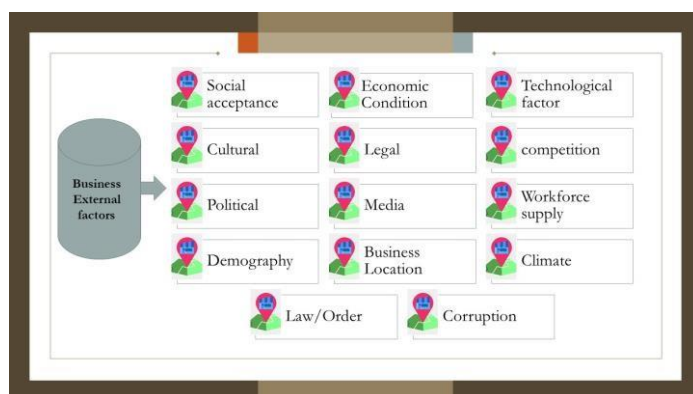 Business
External
factors
Social
acceptance
Economic
Condition
Technological
factor
Cultural
Legal
competition
Political
Media
Workforce
supply
Demography
Business
Location
Climate
Law/Order
Corruption